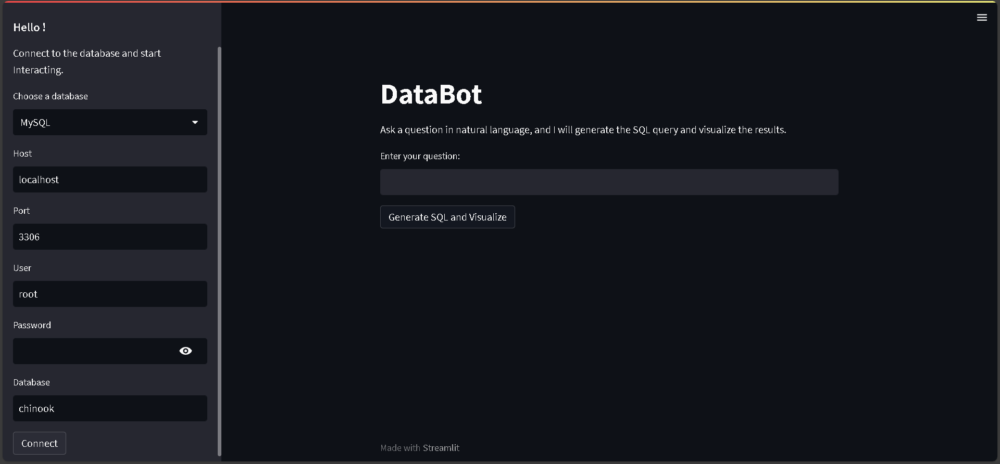 Hello !
Connect to the database and start
Interacting.
Choose a database
MySQL
Host
localhost
Port
3306
User
root
Password
Database
chinook
Connect
DataBot
Ask a question in natural language, and I will generate the SQL query and visualize the results.
Enter your question:
Generate SQL and Visualize
Made with Streamlit